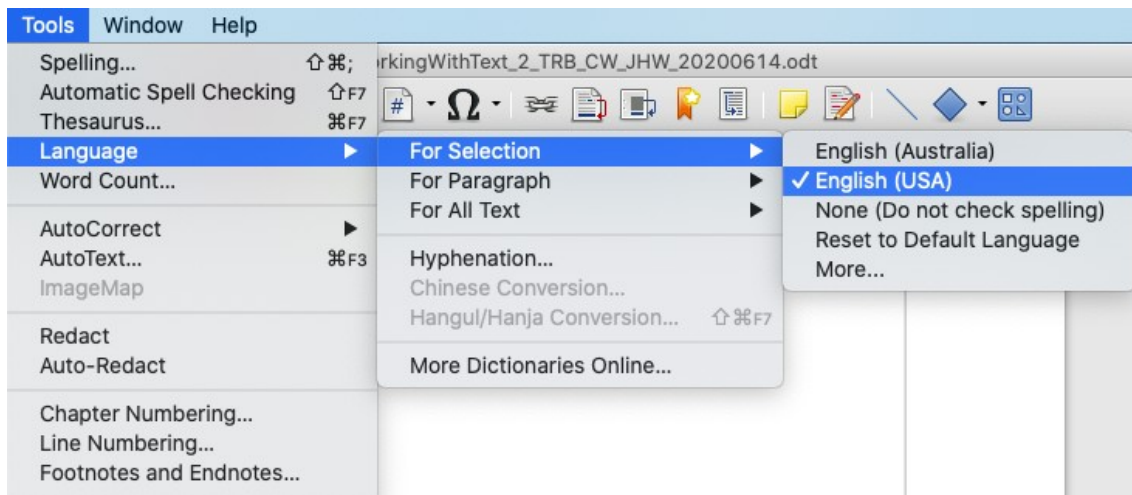 Tools Window Help
rkingWithText_2_TRB_CW_JHW_20200614.odt
Spelling... ⇧⌘;
Automatic Spell Checking ⇧F7
Thesaurus... ⌘F7
Language ▶
Word Count...
AutoCorrect ▶
AutoText... ⌘F3
ImageMap
Redact
Auto-Redact
Chapter Numbering...
Line Numbering...
Footnotes and Endnotes...
# Ω
For Selection ▶
For Paragraph ▶
For All Text ▶
Hyphenation...
Chinese Conversion...
Hangul/Hanja Conversion... ⇧⌘F7
More Dictionaries Online...
English (Australia)
✓ English (USA)
None (Do not check spelling)
Reset to Default Language
More...